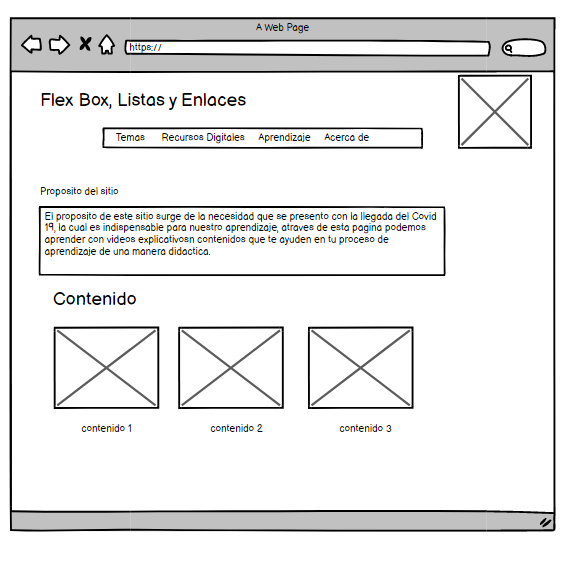 A Web Page
https://
Flex Box, Listas y Enlaces
Temas Recursos Digitales Aprendizaje Acerca de
Proposito del sitio
El proposito de este sitio surge de la necesidad que se presento con la llegada del Covid
19, la cual es indispensable para nuestro aprendizaje, atraves de esta pagina podemos
aprender con videos explicativosn contenidos que te ayuden en tu proceso de
aprendizaje de una manera didactica.
Contenido
contenido 1 contenido 2 contenido 3